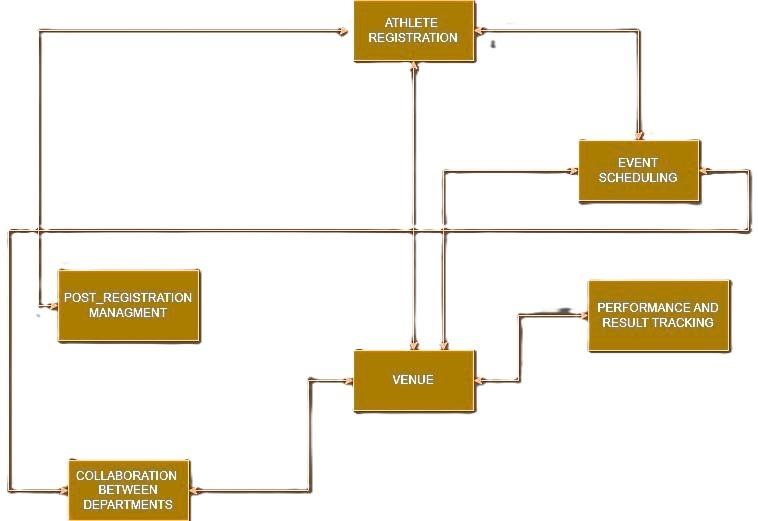 ATHLETE
REGISTRATION
EVENT
SCHEDULING
POST_REGISTRATION
MANAGMENT
PERFORMANCE AND
RESULT TRACKING
VENUE
COLLABORATION
BETWEEN
DEPARTMENTS